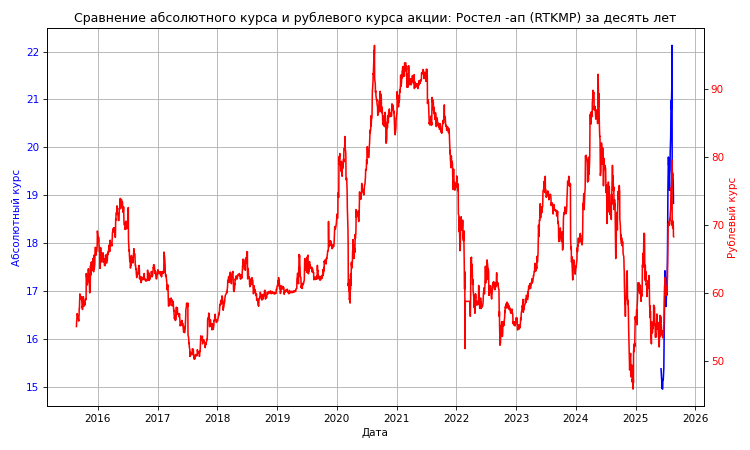 Сравнение абсолютного курса и рублевого курса акции: Ростел -ап (RTKMP) за десять лет
22
21
20
19
18
17
16
15
Абсолютный курс
90
80
70
60
50
Рублевый курс
2016 2017 2018 2019 2020 2021 2022 2023 2024 2025 2026
Дата